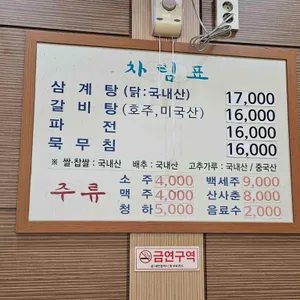 차림표
삼계탕 (닭:국내산) 17,000
갈비탕 (호주,미국산) 16,000
파전 16,000
묵무침 16,000
※ 쌀·찹쌀 : 국내산 배추 : 국내산 고추가루 : 국내산 / 중국산
주류
소주 4,000 백세주 9,000
맥주 4,000 산사춘 8,000
청하 5,000 음료수 2,000
금연구역